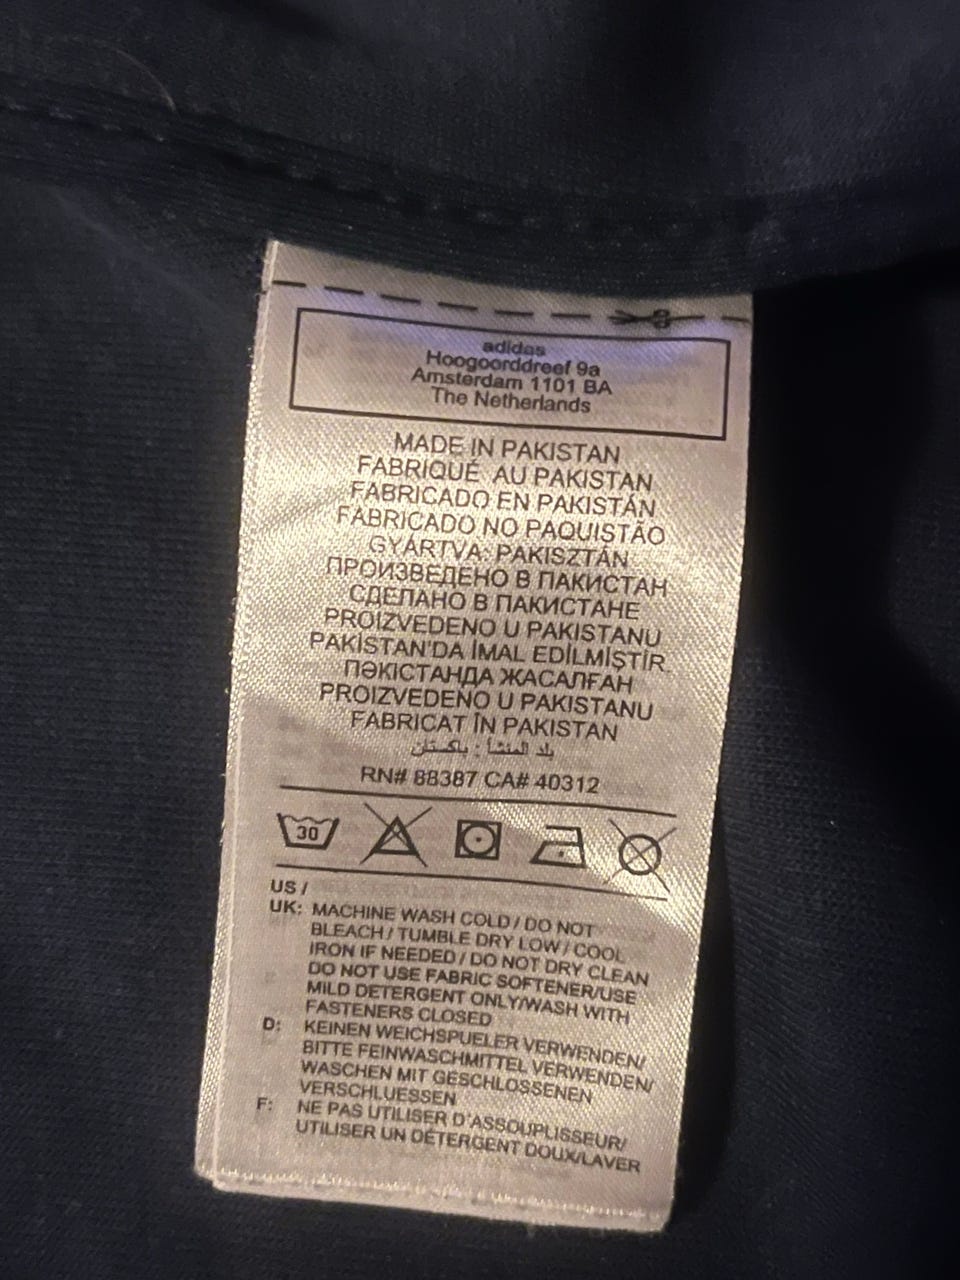 adidas
Hoogoorddreef 9a
Amsterdam 1101 BA
The Netherlands
MADE IN PAKISTAN
FABRIQUÉ AU PAKISTAN
FABRICADO EN PAKISTÁN
FABRICADO NO PAQUISTÃO
GYÁRTVA: PAKISZTÁN
ПРОИЗВЕДЕНО В ПАКИСТАН
СДЕЛАНО В ПАКИСТАНЕ
PROIZVEDENO U PAKISTANU
PAKİSTAN'DA İMAL EDİLMİŞTİR
ПӘКІСТАНДА ЖАСАЛҒАН
PROIZVEDENO U PAKISTANU
FABRICAT ÎN PAKISTAN
بلد المنشأ : باكستان
RN# 88387 CA# 40312
30
US /
UK: MACHINE WASH COLD / DO NOT
BLEACH / TUMBLE DRY LOW / COOL
IRON IF NEEDED / DO NOT DRY CLEAN
DO NOT USE FABRIC SOFTENER/USE
MILD DETERGENT ONLY/WASH WITH
FASTENERS CLOSED
D: KEINEN WEICHSPUELER VERWENDEN/
BITTE FEINWASCHMITTEL VERWENDEN/
WASCHEN MIT GESCHLOSSENEN
VERSCHLUESSEN
F: NE PAS UTILISER D'ASSOUPLISSEUR/
UTILISER UN DÉTERGENT DOUX/LAVER